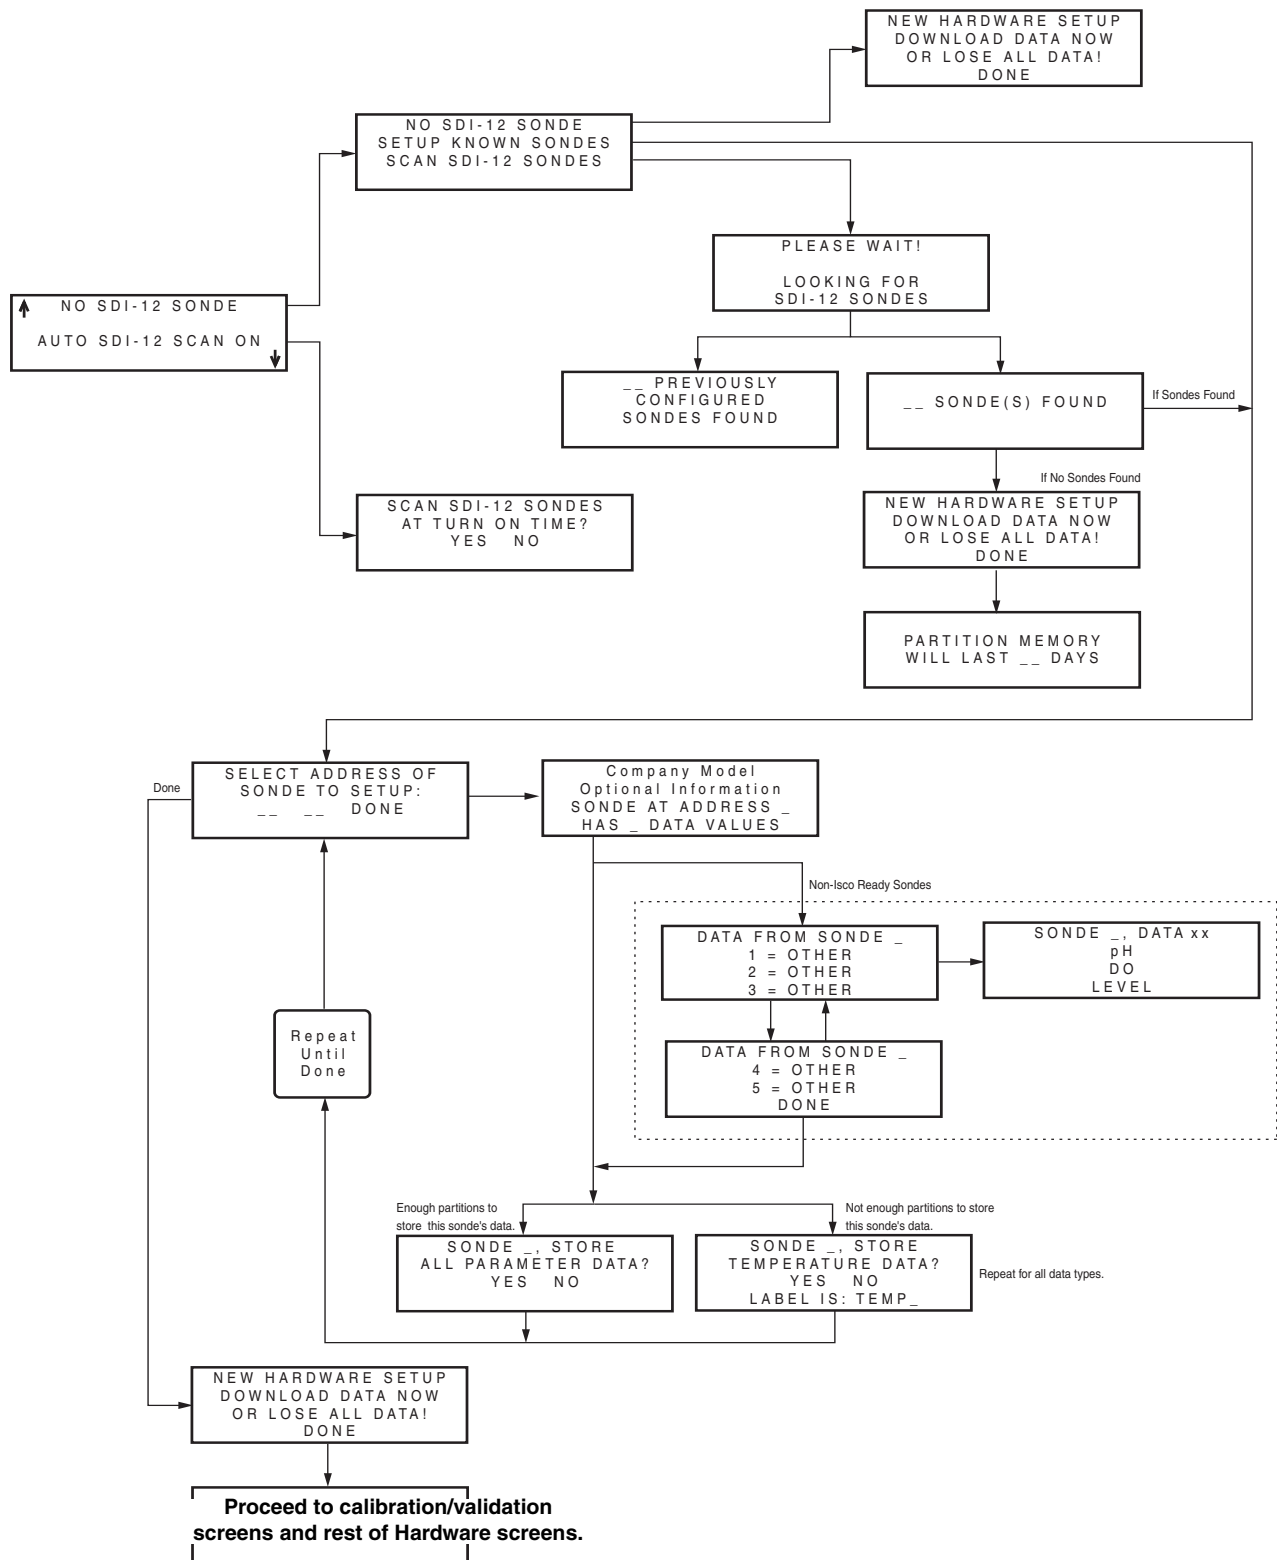 NEW HARDWARE SETUP
DOWNLOAD DATA NOW
OR LOSE ALL DATA!
DONE
NO SDI-12 SONDE
SETUP KNOWN SONDES
SCAN SDI-12 SONDES
PLEASE WAIT!
LOOKING FOR
SDI-12 SONDES
NO SDI-12 SONDE
AUTO SDI-12 SCAN ON
__ PREVIOUSLY
CONFIGURED
SONDES FOUND
__ SONDE(S) FOUND
If Sondes Found
If No Sondes Found
SCAN SDI-12 SONDES
AT TURN ON TIME?
YES NO
NEW HARDWARE SETUP
DOWNLOAD DATA NOW
OR LOSE ALL DATA!
DONE
PARTITION MEMORY
WILL LAST __ DAYS
Done
SELECT ADDRESS OF
SONDE TO SETUP:
__ __ DONE
Company Model
Optional Information
SONDE AT ADDRESS _
HAS _ DATA VALUES
Non-Isco Ready Sondes
DATA FROM SONDE _
1 = OTHER
2 = OTHER
3 = OTHER
SONDE _, DATA xx
pH
DO
LEVEL
Repeat
Until
Done
DATA FROM SONDE _
4 = OTHER
5 = OTHER
DONE
Enough partitions to
store this sonde's data.
Not enough partitions to store
this sonde's data.
SONDE _, STORE
ALL PARAMETER DATA?
YES NO
SONDE _, STORE
TEMPERATURE DATA?
YES NO
LABEL IS: TEMP_
Repeat for all data types.
NEW HARDWARE SETUP
DOWNLOAD DATA NOW
OR LOSE ALL DATA!
DONE
Proceed to calibration/validation
screens and rest of Hardware screens.